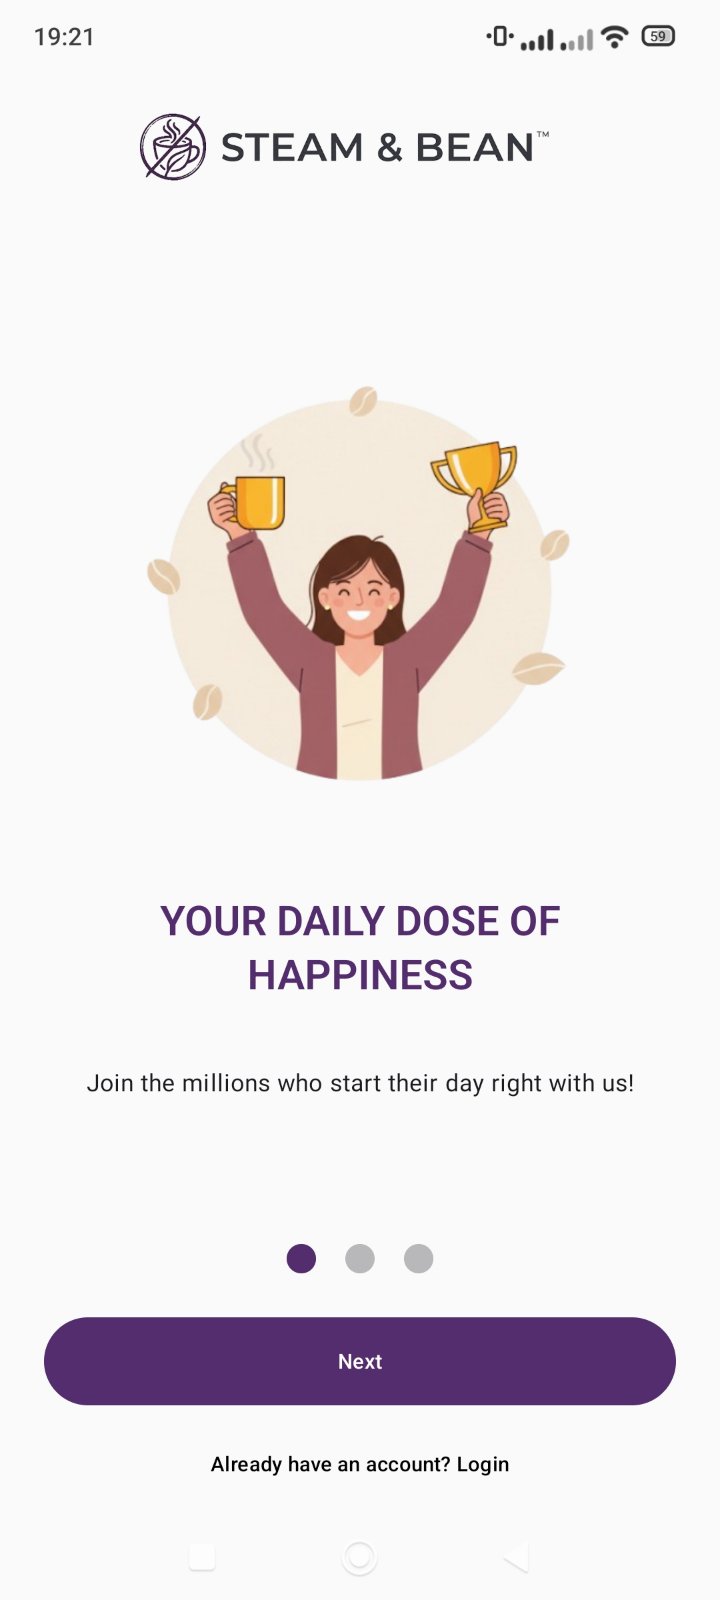 19:21
59
STEAM & BEAN™
YOUR DAILY DOSE OF
HAPPINESS
Join the millions who start their day right with us!
Next
Already have an account? Login